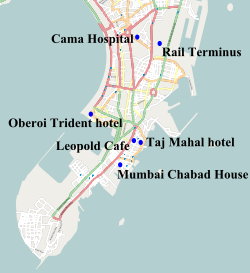 Cama Hospital
Rail Terminus
Oberoi Trident hotel
Leopold Cafe
Taj Mahal hotel
Mumbai Chabad House